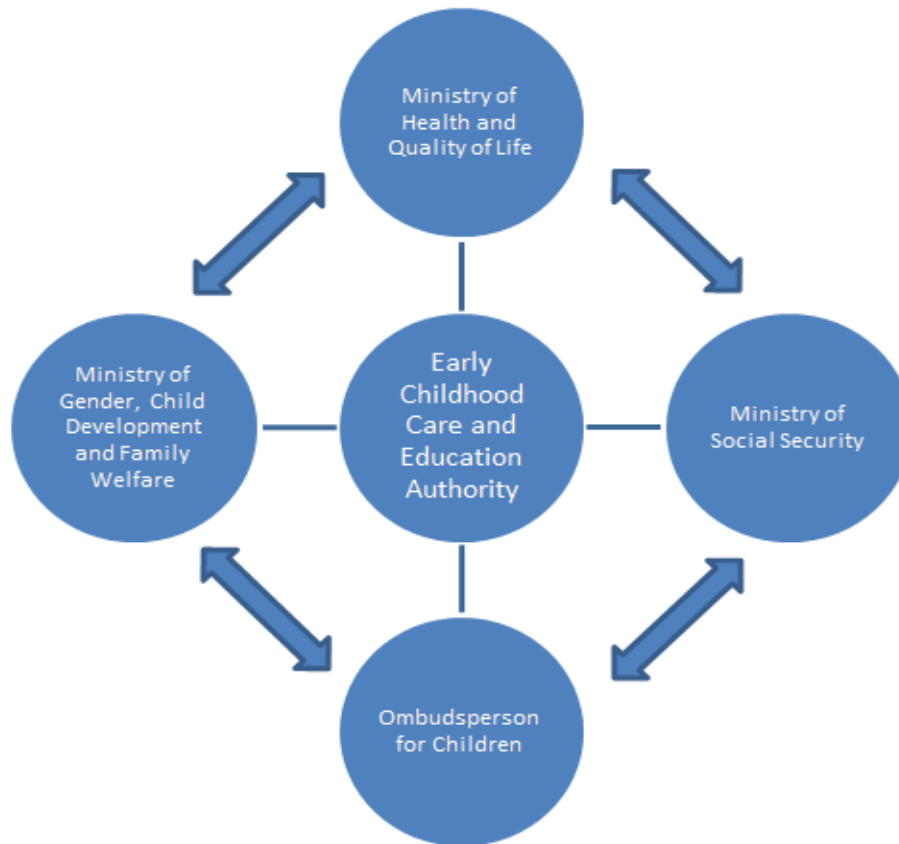 Ministry of
Health and
Quality of Life
Ministry of
Gender, Child
Development
and Family
Welfare
Early
Childhood
Care and
Education
Authority
Ministry of
Social Security
Ombudsperson
for Children